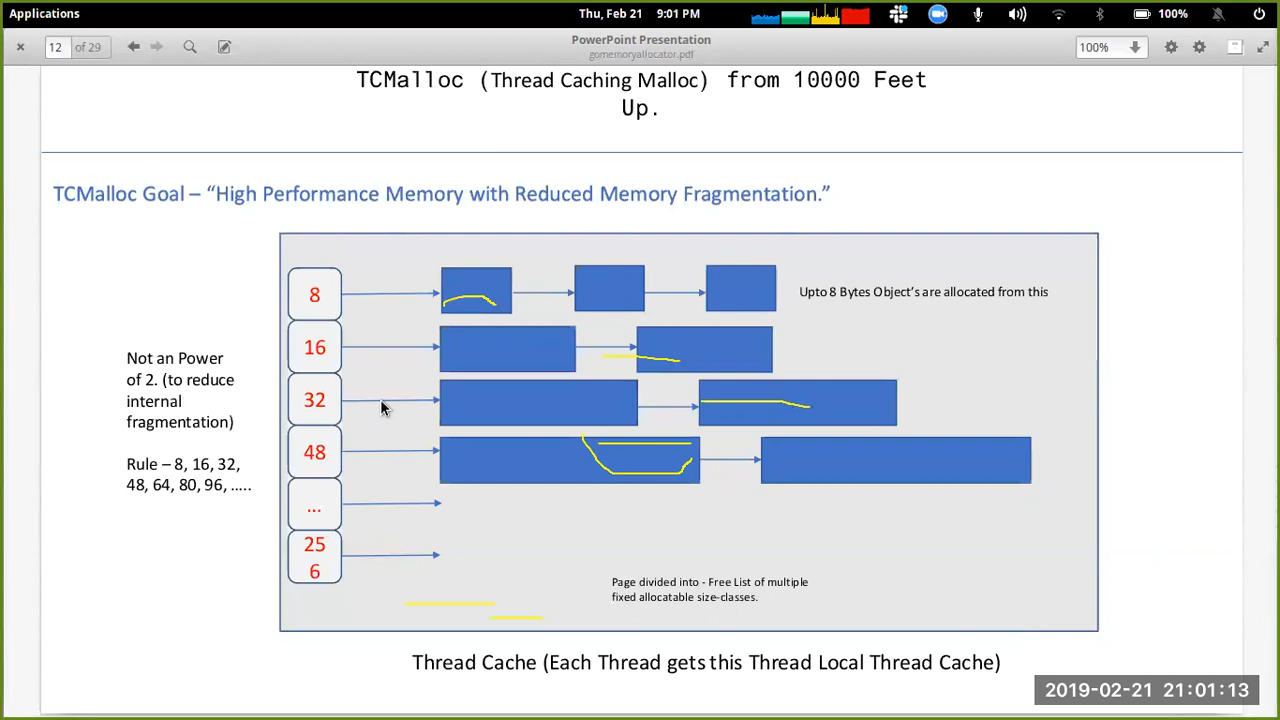 Applications
Thu, Feb 21 9:01 PM
100%
12 of 29
PowerPoint Presentation
gomemoryallocator.pdf
100%
TCMalloc (Thread Caching Malloc) from 10000 Feet
Up.
TCMalloc Goal – “High Performance Memory with Reduced Memory Fragmentation.”
8
Upto 8 Bytes Object’s are allocated from this
16
32
48
...
25
6
Not an Power
of 2. (to reduce
internal
fragmentation)
Rule – 8, 16, 32,
48, 64, 80, 96, .....
Page divided into - Free List of multiple
fixed allocatable size-classes.
Thread Cache (Each Thread gets this Thread Local Thread Cache)
2019-02-21 21:01:13